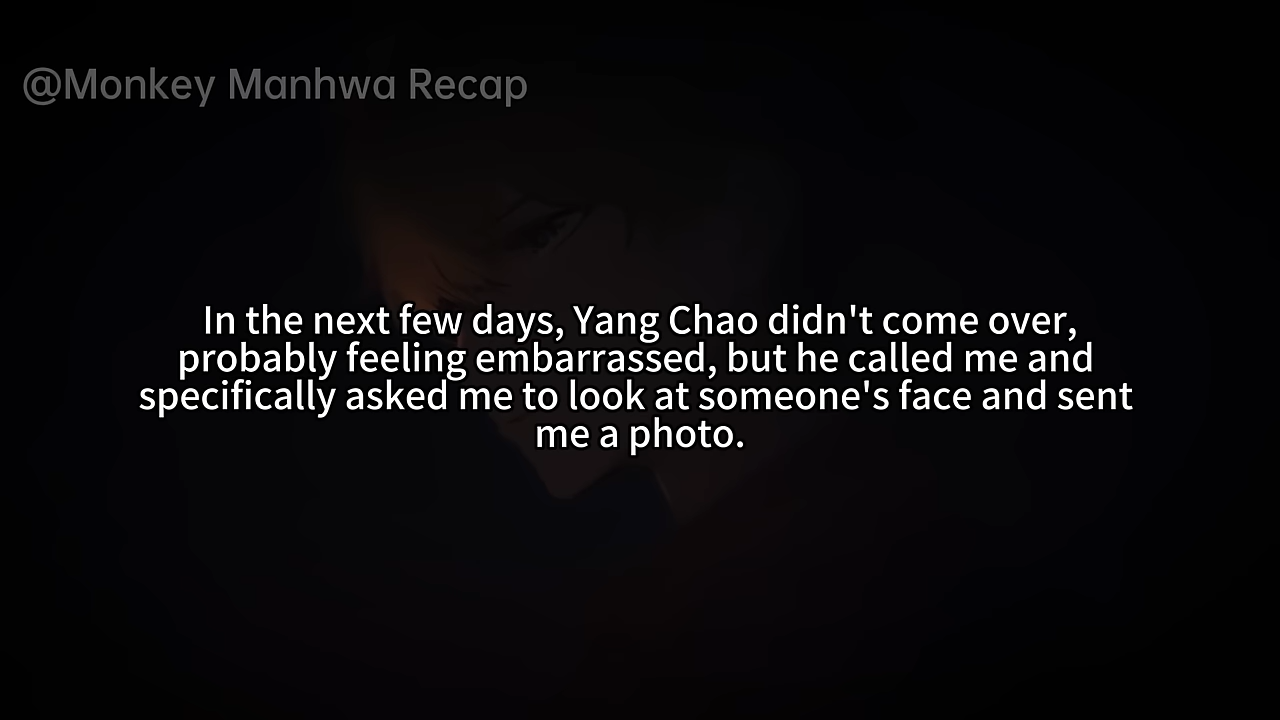 @Monkey Manhwa Recap
In the next few days, Yang Chao didn't come over,
probably feeling embarrassed, but he called me and
specifically asked me to look at someone's face and sent
me a photo.